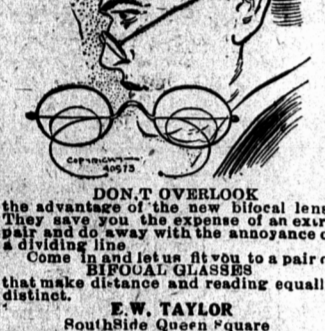 COPYRIGHT
40573
DON,T OVERLOOK
the advantage of the new bifocal lens
They save you the expense of an extr
pair and do away with the annoyance o
a dividing line
Come in and let us fit you to a pair o
BIFOCAL GLASSES
that make distance and reading equall
distinct.
E.W. TAYLOR
SouthSide Queen Square